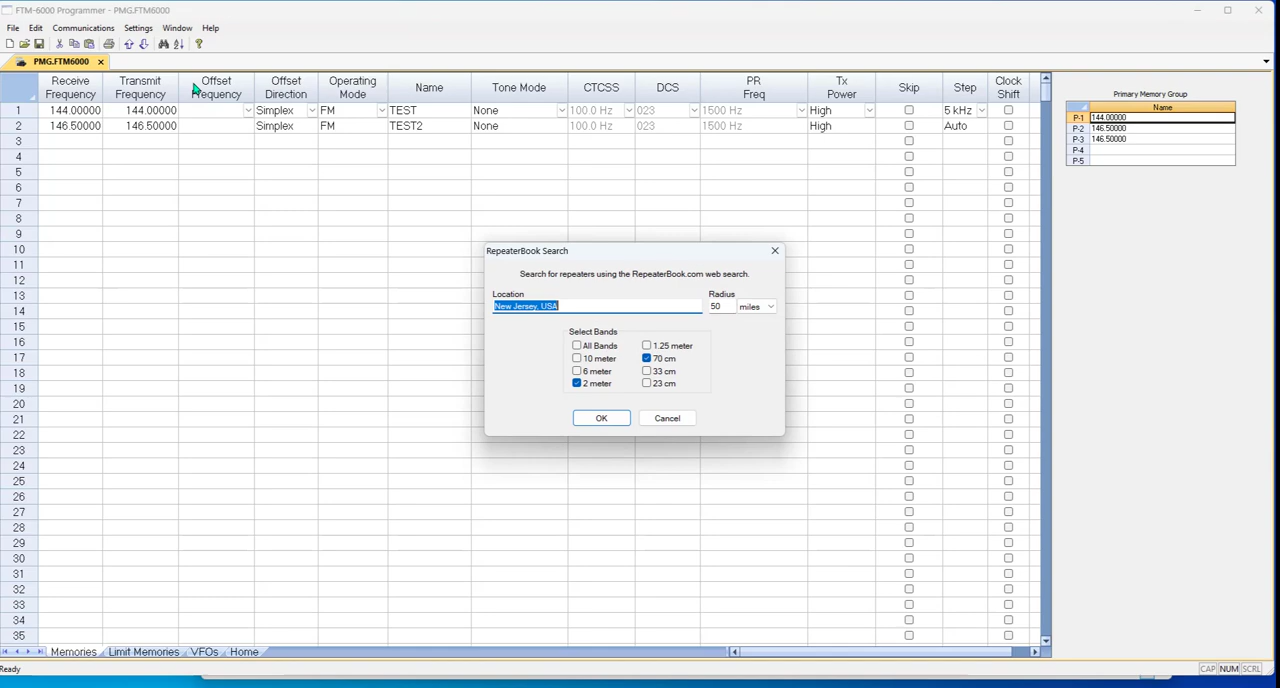 FTM-6000 Programmer - PMG.FTM6000
File Edit Communications Settings Window Help
PMG.FTM6000 ×
Receive Frequency Transmit Frequency Offset Frequency Offset Direction Operating Mode Name Tone Mode CTCSS DCS PR Freq Tx Power Skip Step Clock Shift
1 144.00000 144.00000 Simplex FM TEST None 100.0 Hz 023 1500 Hz High 5 kHz
2 146.50000 146.50000 Simplex FM TEST2 None 100.0 Hz 023 1500 Hz High Auto
3
4
5
6
7
8
9
10
11
12
13
14
15
16
17
18
19
20
21
22
23
24
25
26
27
28
29
30
31
32
33
34
35
Memories Limit Memories VFOs Home
Ready
CAP NUM SCRL
Primary Memory Group
Name
P-1 144.00000
P-2 146.50000
P-3 146.50000
P-4
P-5
RepeaterBook Search
Search for repeaters using the RepeaterBook.com web search.
Location Radius
New Jersey, USA 50 miles
Select Bands
All Bands 1.25 meter
10 meter 70 cm
6 meter 33 cm
2 meter 23 cm
OK Cancel